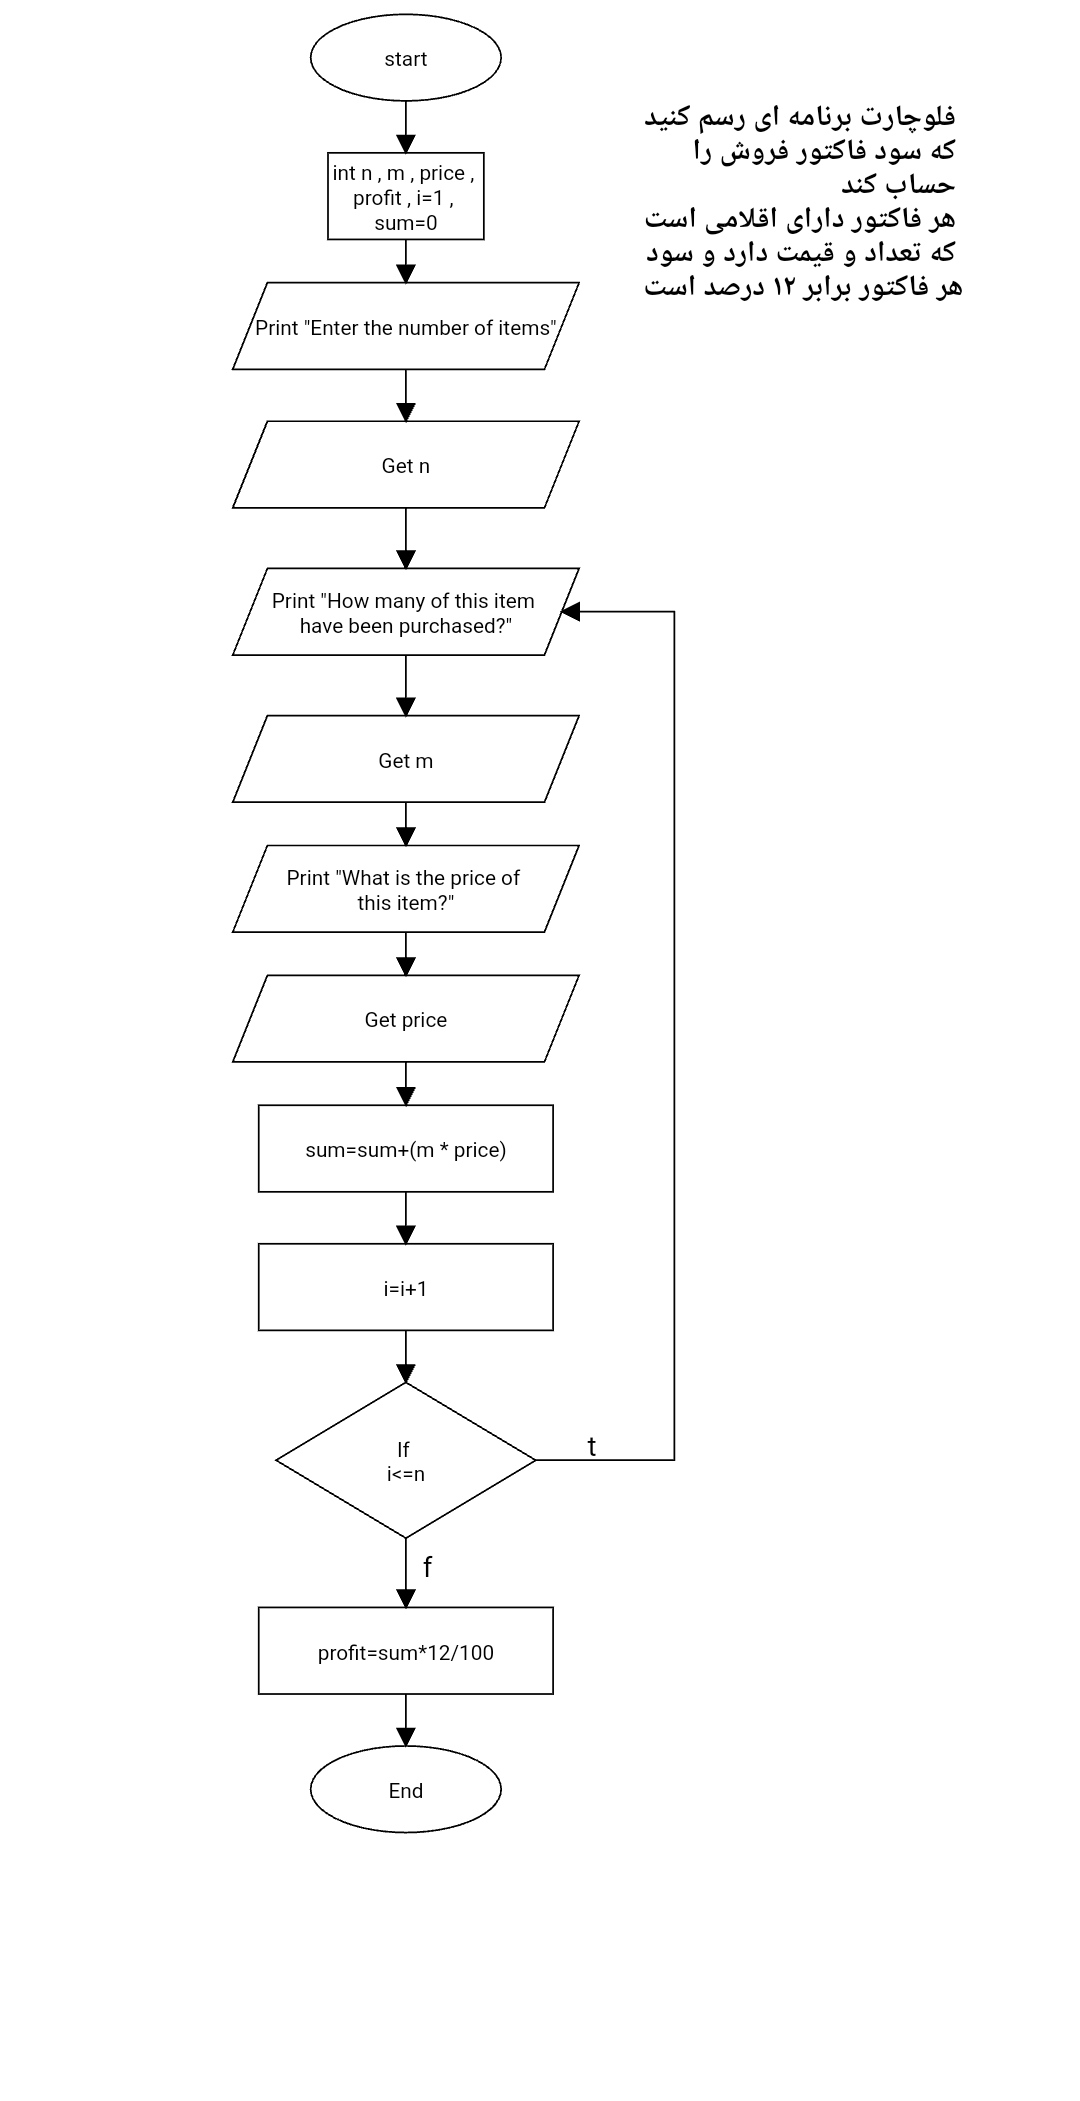 start
فلوچارت برنامه ای رسم کنید
که سود فاکتور فروش را
حساب کند
هر فاکتور دارای اقلامی است
که تعداد و قیمت دارد و سود
هر فاکتور برابر ۱۲ درصد است
int n , m , price ,
profit , i=1 ,
sum=0
Print "Enter the number of items"
Get n
Print "How many of this item
have been purchased?"
Get m
Print "What is the price of
this item?"
Get price
sum=sum+(m * price)
i=i+1
If
i<=n
t
f
profit=sum*12/100
End